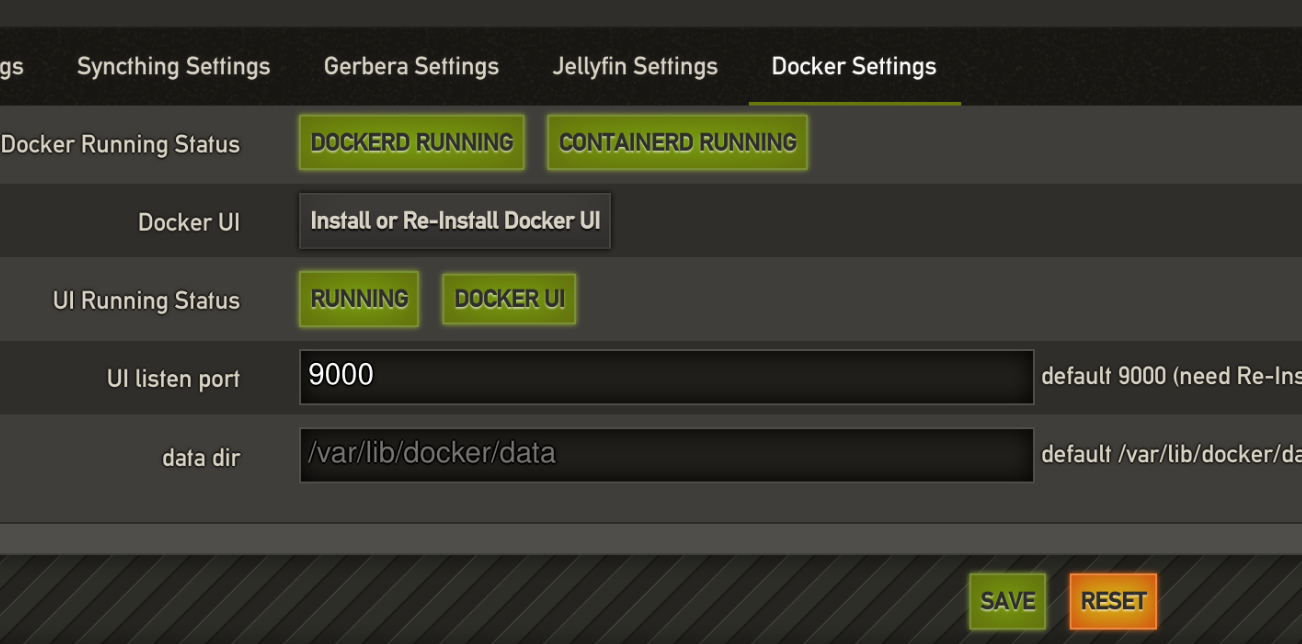 gs Syncthing Settings Gerbera Settings Jellyfin Settings Docker Settings
Docker Running Status DOCKERD RUNNING CONTAINERD RUNNING
Docker UI Install or Re-Install Docker UI
UI Running Status RUNNING DOCKER UI
UI listen port 9000 default 9000 (need Re-Ins
data dir /var/lib/docker/data default /var/lib/docker/da
SAVE RESET